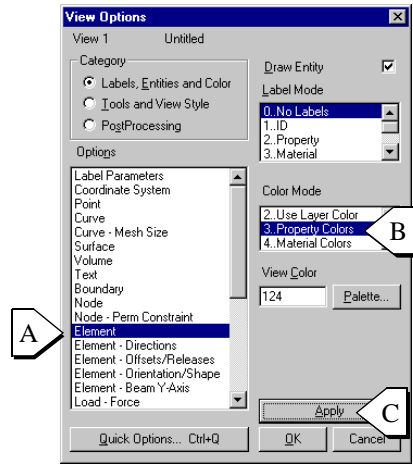 View Options
View 1 Untitled
Category
Labels, Entities and Color
Tools and View Style
PostProcessing
Options
Label Parameters
Coordinate System
Point
Curve
Curve - Mesh Size
Surface
Volume
Text
Boundary
Node
Node - Perm Constraint
Element
Element - Directions
Element - Offsets/Releases
Element - Orientation/Shape
Element - Beam Y-Axis
Load - Force
A
Quick Options... Ctrl+Q
Draw Entity
Label Mode
0..No Labels
1..ID
2..Property
3..Material
Color Mode
2..Use Layer Color
3..Property Colors
4..Material Colors
B
View Color
124
Palette...
Apply
C
OK
Cancel